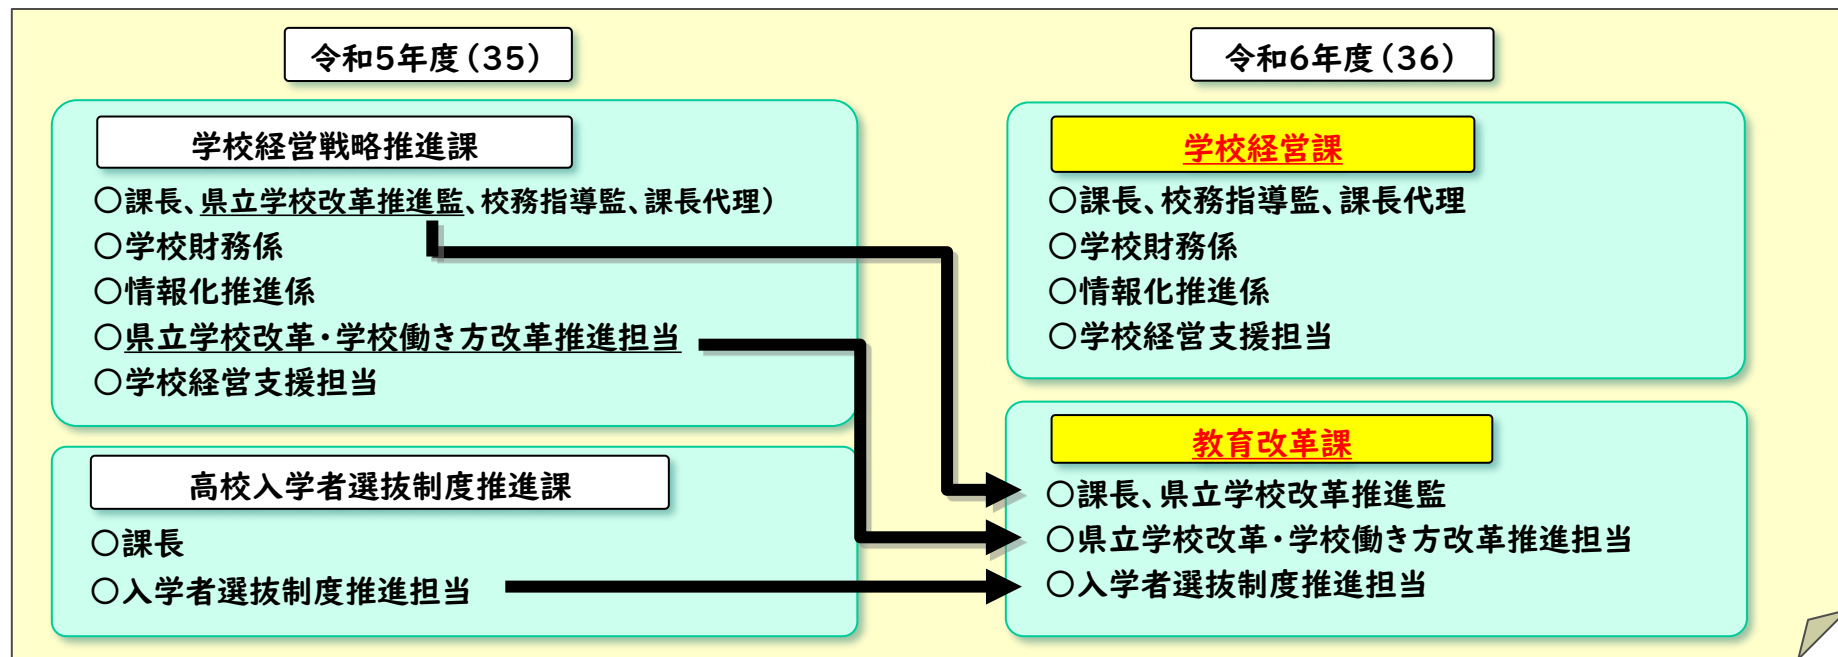 令和5年度(35)
学校経営戦略推進課
○課長、県立学校改革推進監、校務指導監、課長代理)
○学校財務係
○情報化推進係
○県立学校改革・学校働き方改革推進担当
○学校経営支援担当
高校入学者選抜制度推進課
○課長
○入学者選抜制度推進担当
令和6年度(36)
学校経営課
○課長、校務指導監、課長代理
○学校財務係
○情報化推進係
○学校経営支援担当
教育改革課
○課長、県立学校改革推進監
○県立学校改革・学校働き方改革推進担当
○入学者選抜制度推進担当